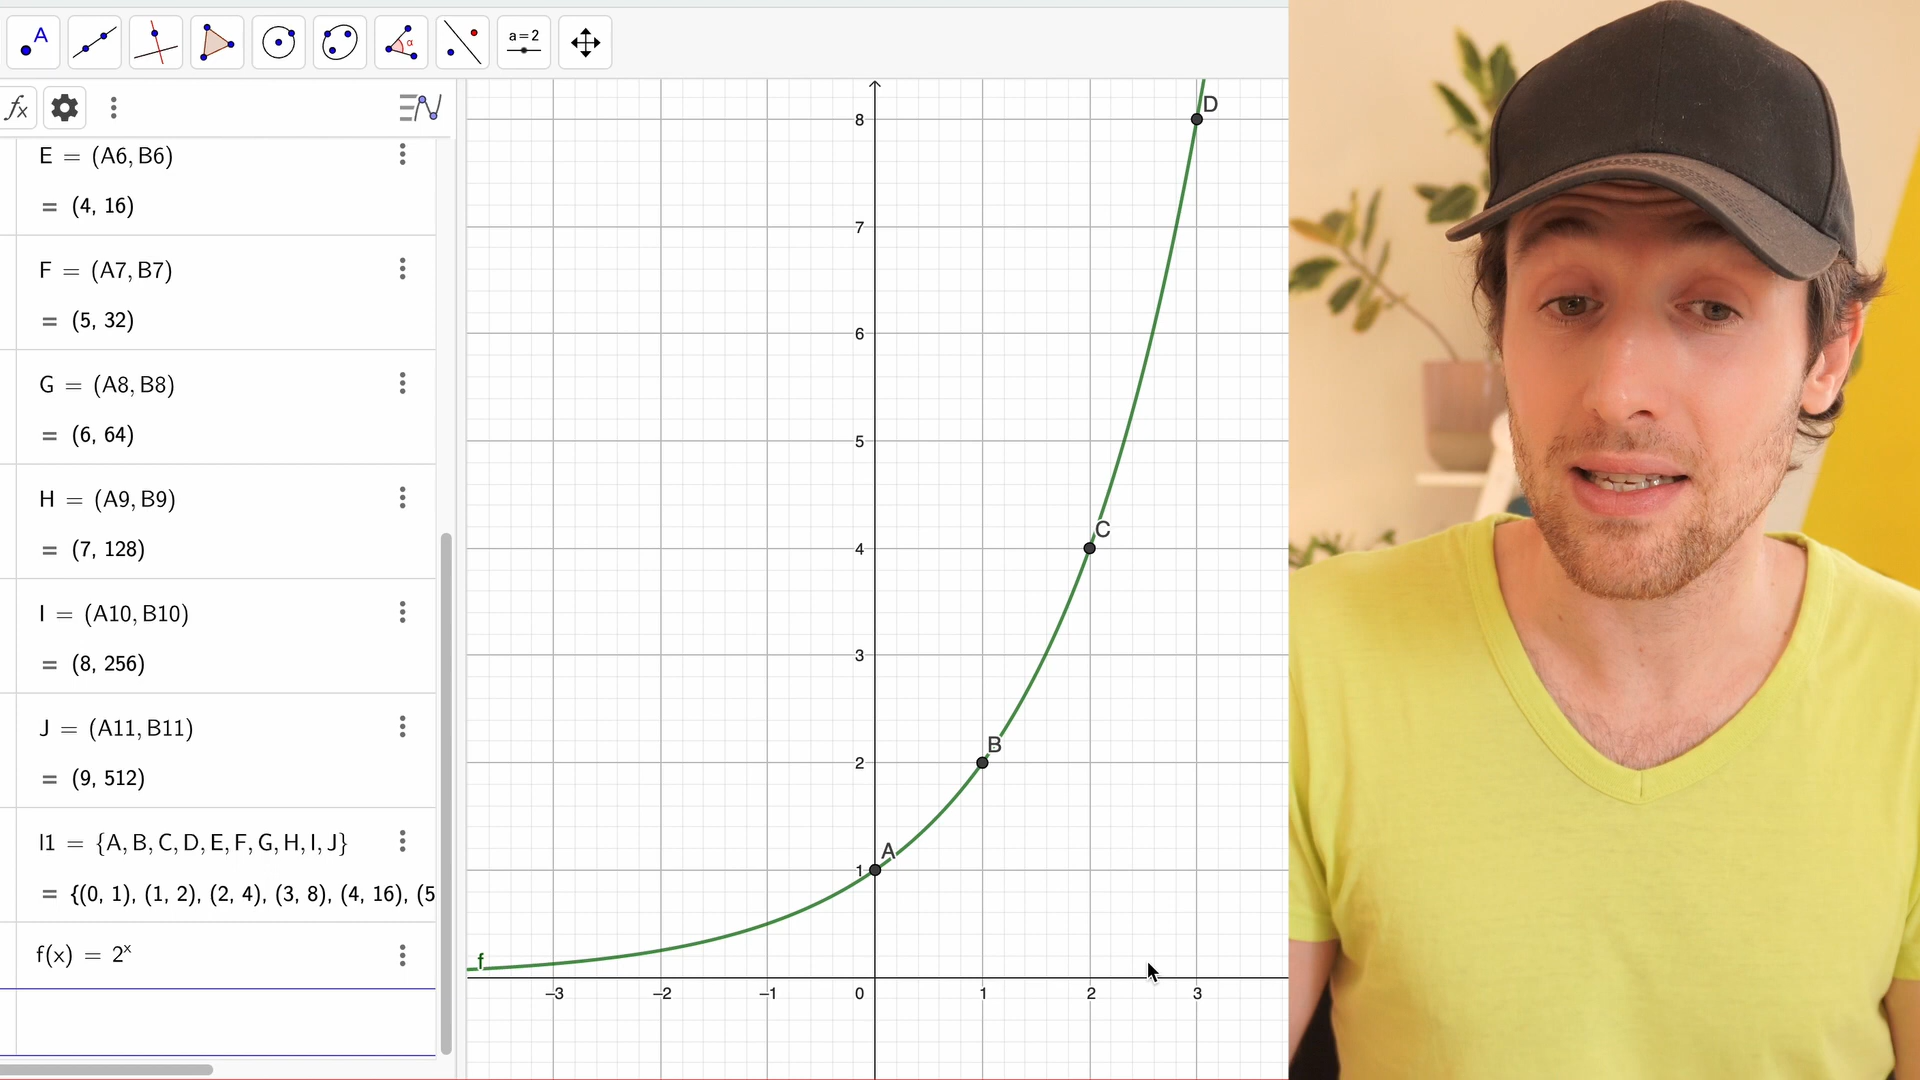 A
α
a=2
fx
E = (A6, B6)
= (4, 16)
F = (A7, B7)
= (5, 32)
G = (A8, B8)
= (6, 64)
H = (A9, B9)
= (7, 128)
I = (A10, B10)
= (8, 256)
J = (A11, B11)
= (9, 512)
l1 = {A, B, C, D, E, F, G, H, I, J}
= {(0, 1), (1, 2), (2, 4), (3, 8), (4, 16), (5
f(x) = 2ˣ
D
8
7
6
5
C
4
3
B
2
A
1
f
−3 −2 −1 0 1 2 3